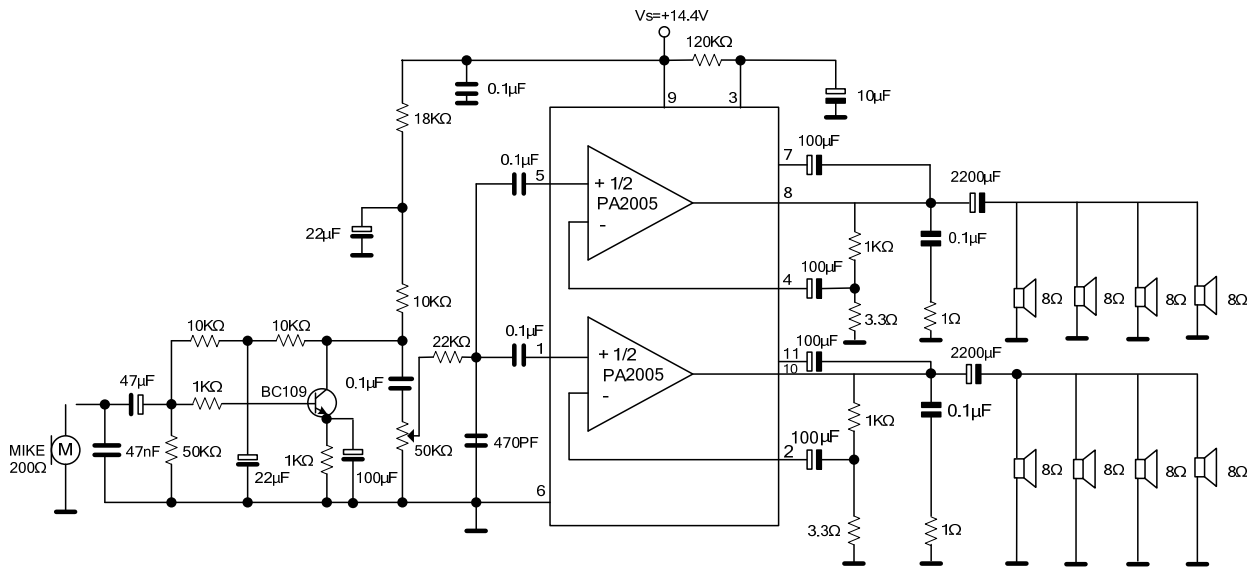 Vs=+14.4V
120KΩ
0.1µF
9
3
10µF
18KΩ
100µF
7
0.1µF
5
+ 1/2
PA2005
-
8
2200µF
22µF
1KΩ
0.1µF
100µF
4
10KΩ
8Ω
8Ω
8Ω
8Ω
3.3Ω
1Ω
10KΩ
10KΩ
22KΩ
0.1µF
1
+ 1/2
PA2005
-
100µF
11
10
2200µF
47µF
1KΩ
BC109
0.1µF
1KΩ
0.1µF
MIKE
200Ω
M
47nF
50KΩ
1KΩ
22µF
100µF
50KΩ
470PF
100µF
2
8Ω
8Ω
8Ω
8Ω
6
3.3Ω
1Ω